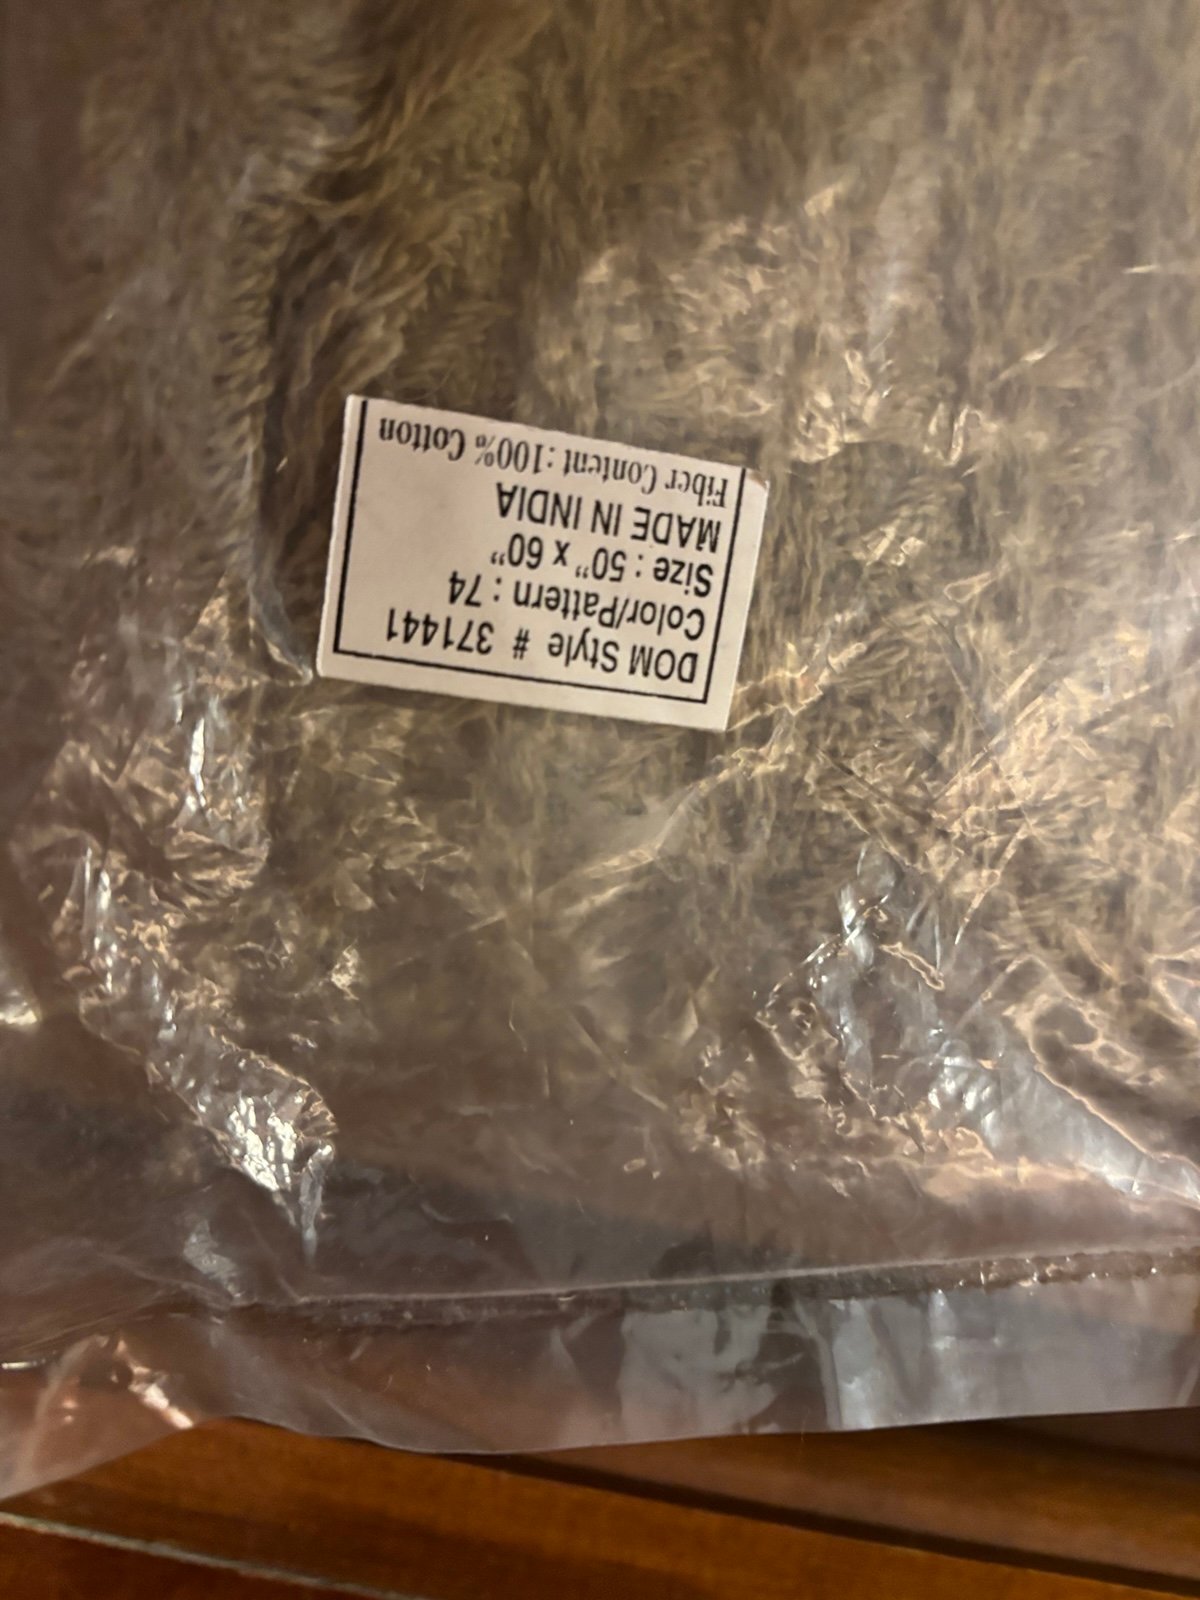 DOM Style # 371441
Color/Pattern : 74
Size : 50" x 60"
MADE IN INDIA
Fiber Content :100% Cotton